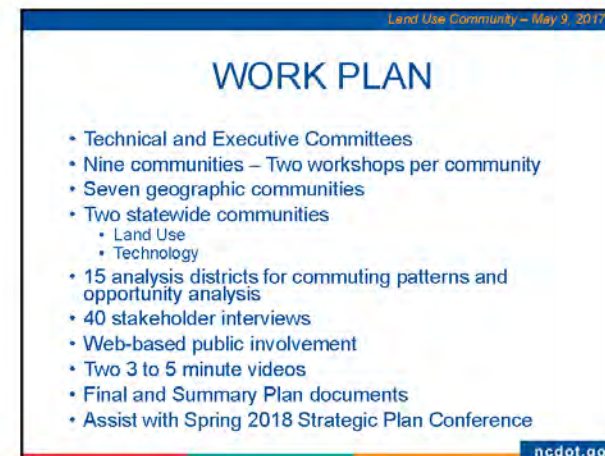 Land Use Community – May 9, 2017
WORK PLAN
• Technical and Executive Committees
• Nine communities – Two workshops per community
• Seven geographic communities
• Two statewide communities
• Land Use
• Technology
• 15 analysis districts for commuting patterns and
opportunity analysis
• 40 stakeholder interviews
• Web-based public involvement
• Two 3 to 5 minute videos
• Final and Summary Plan documents
• Assist with Spring 2018 Strategic Plan Conference
ncdot.go